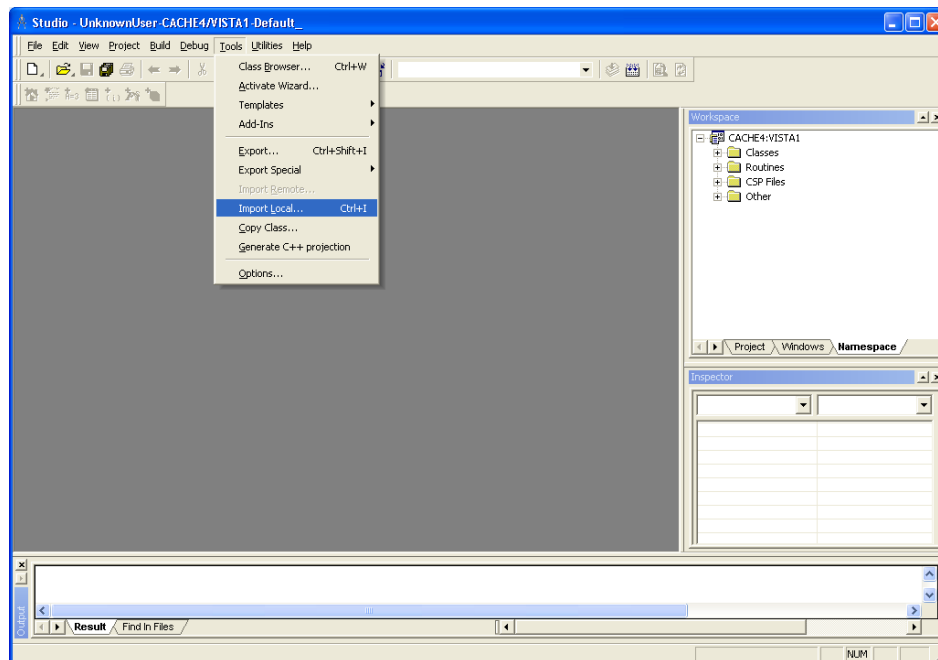 Studio - UnknownUser-CACHE4/VISTA1-Default_
File Edit View Project Build Debug Tools Utilities Help
Class Browser... Ctrl+W
Activate Wizard...
Templates
Add-Ins
Export... Ctrl+Shift+I
Export Special
Import Remote...
Import Local... Ctrl+I
Copy Class...
Generate C++ projection
Options...
Workspace
CACHE4:VISTA1
Classes
Routines
CSP Files
Other
Project Windows Namespace
Inspector
Output
Result Find In Files
NUM